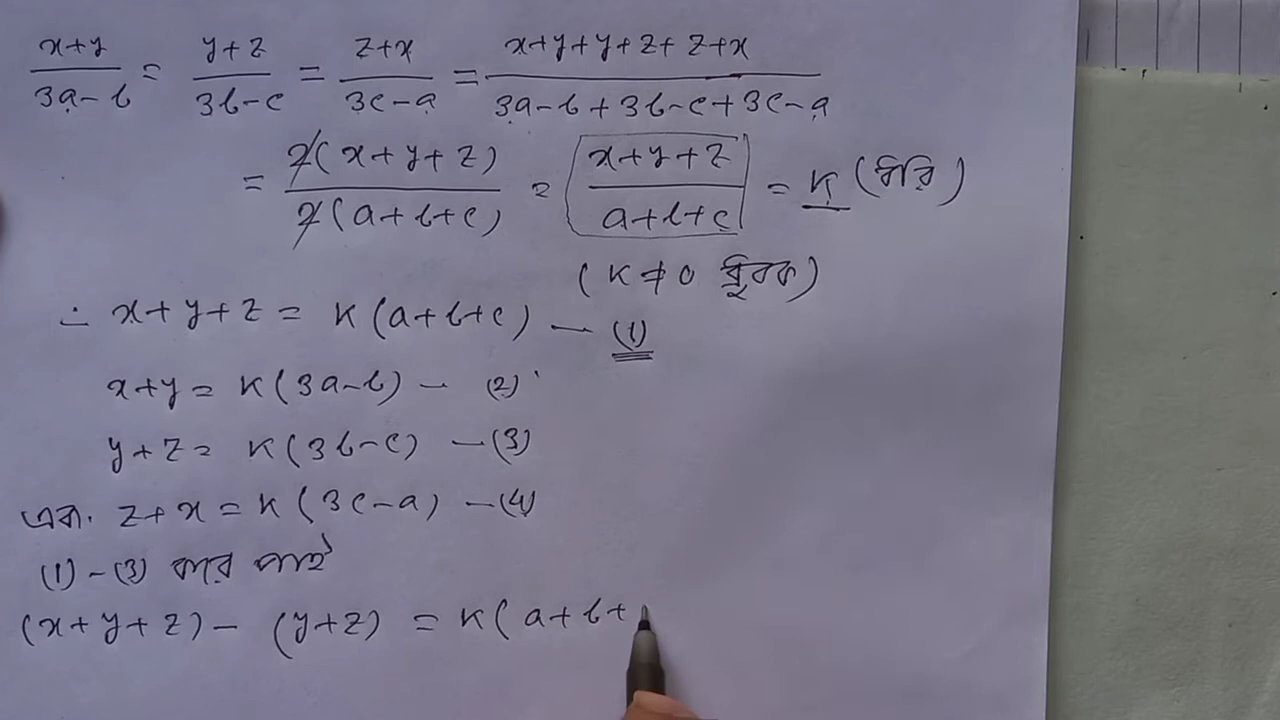 x+y/3a-b = y+z/3b-c = z+x/3c-a = x+y+y+z+z+x/3a-b+3b-c+3c-a
= 2(x+y+z)/2(a+b+c) = x+y+z/a+b+c = K (ধরি)
(K ≠ 0 ধ্রুবক)
∴ x+y+z = K(a+b+c) — (1)
x+y = K(3a-b) — (2)
y+z = K(3b-c) — (3)
এবং z+x = K(3c-a) — (4)
(1)-(3) করে পাই
(x+y+z) - (y+z) = K(a+b+